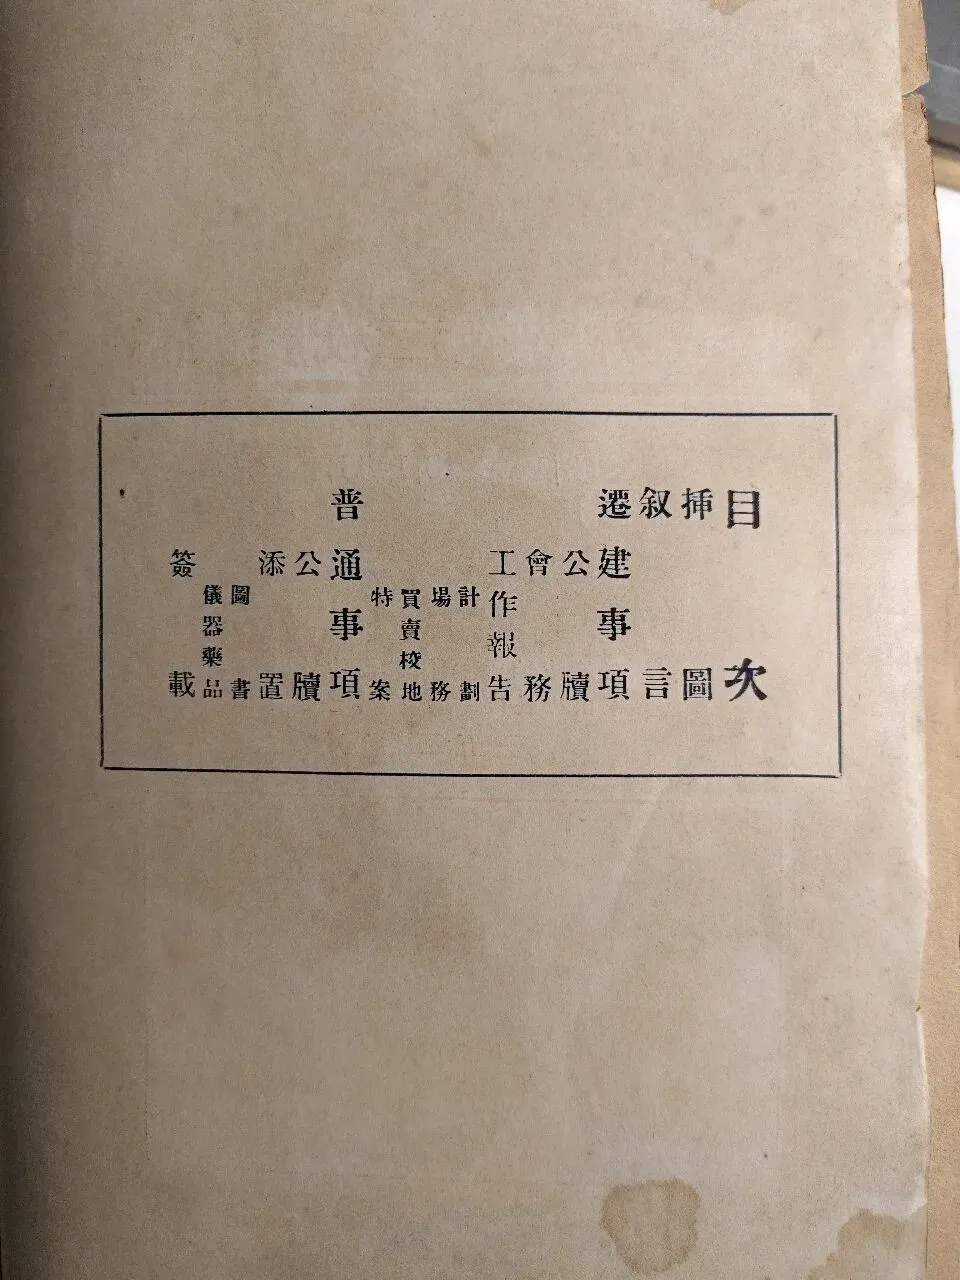 目次
揷圖
叙言
遷建事項
公牘
會務
工作報告
計劃
場務
買賣校地
特案
普通事項
公牘
添置
圖書
儀器藥品
簽載